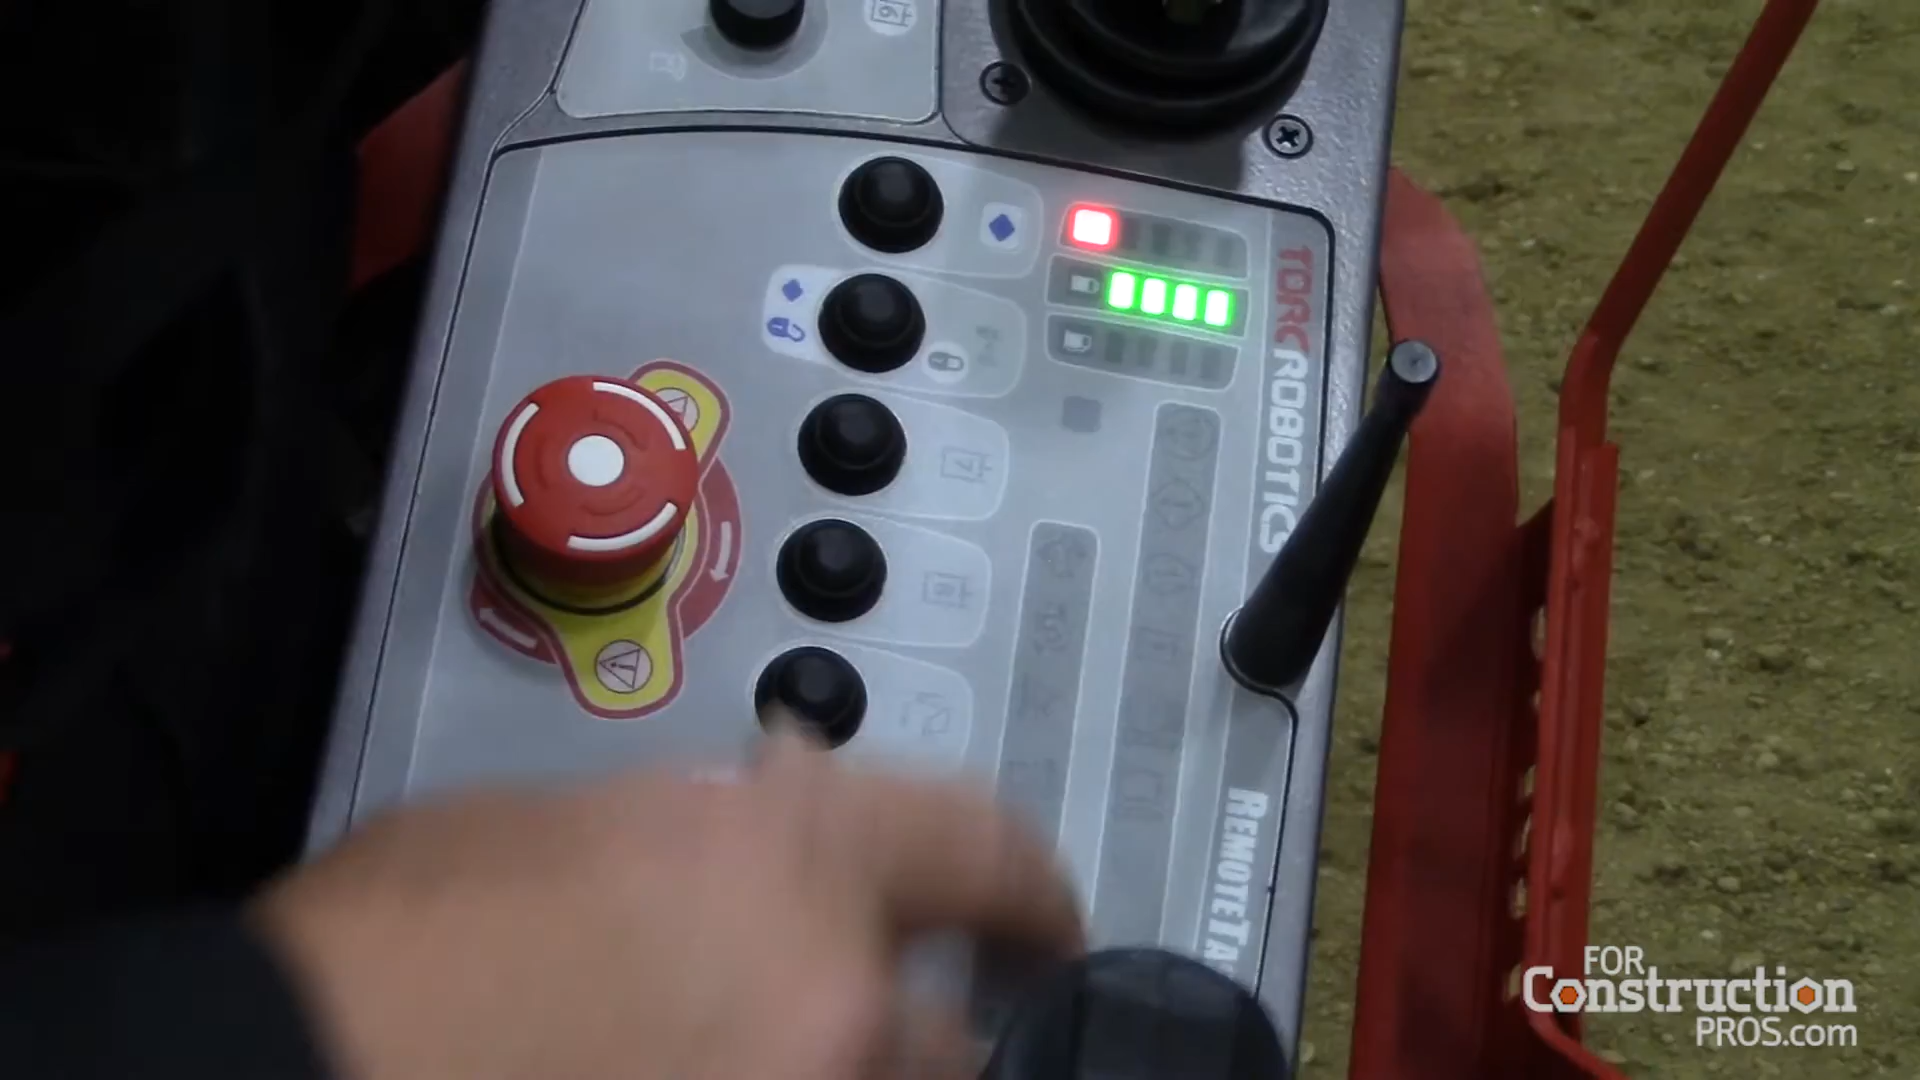 TORC ROBOTICS
REMOTETA
FOR
Construction
PROS.com